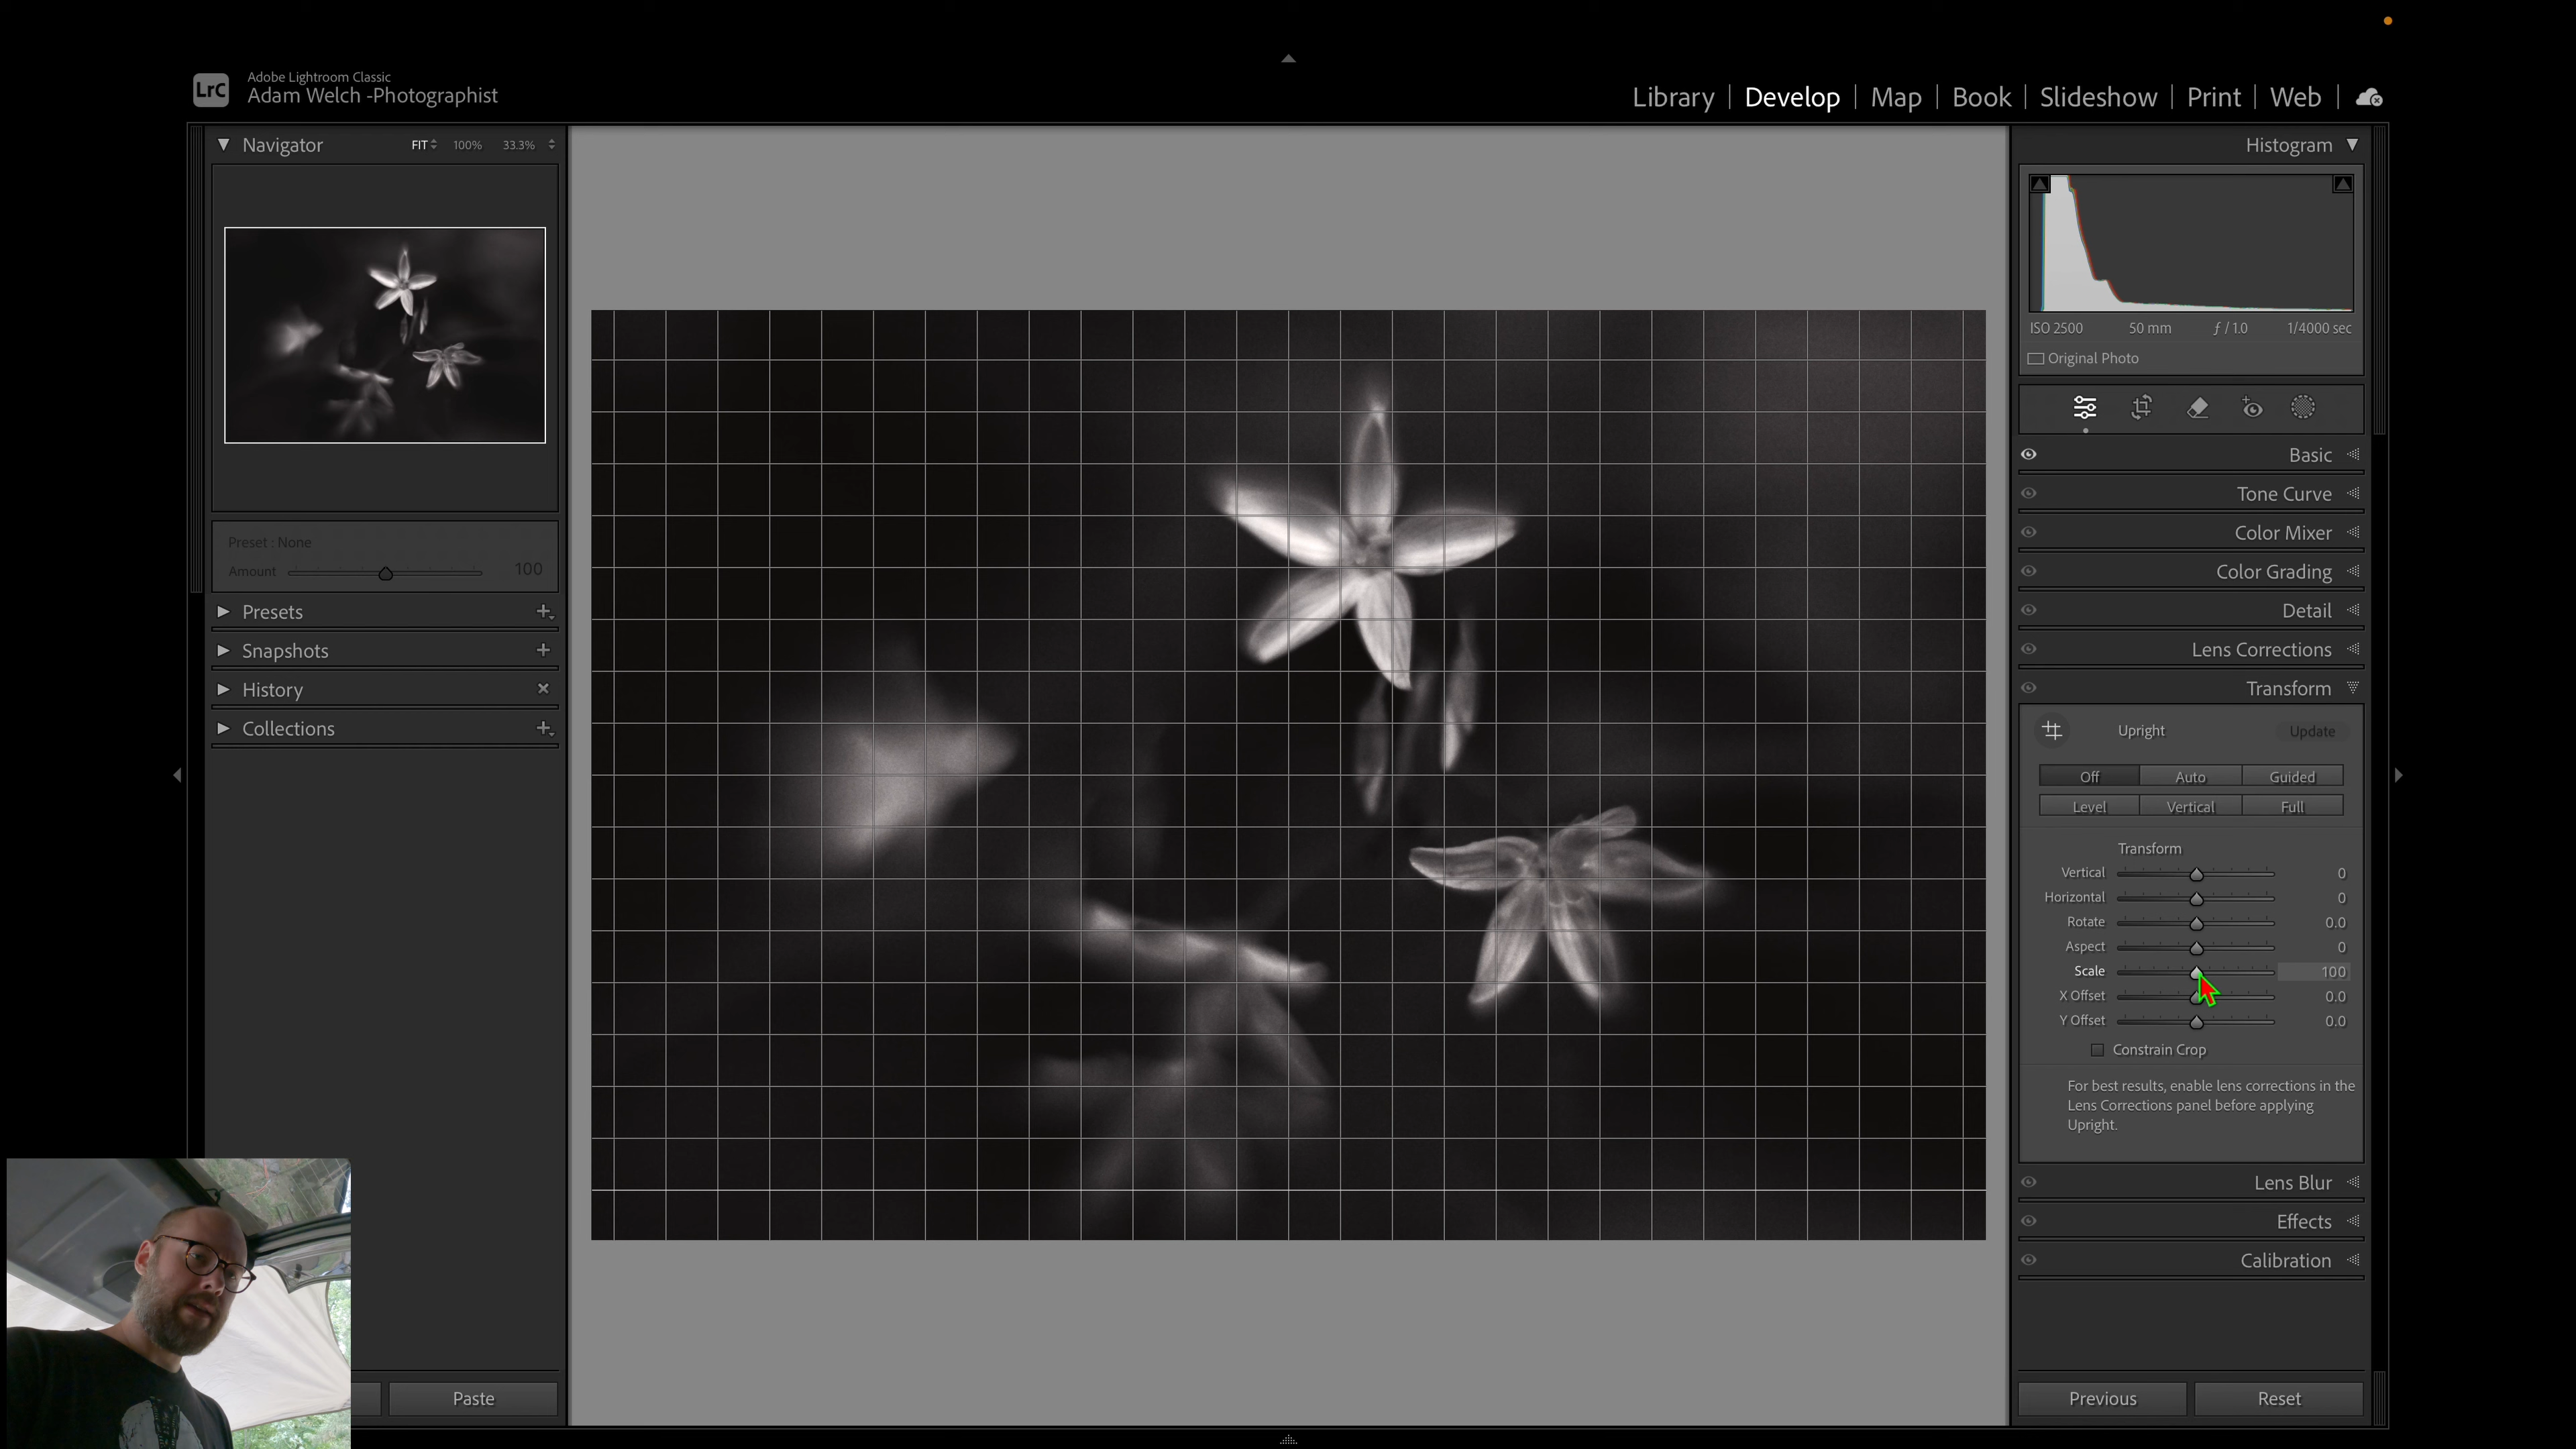 LrC
Adobe Lightroom Classic
Adam Welch -Photographist
Library | Develop | Map | Book | Slideshow | Print | Web |
Navigator FIT 100% 33.3%
Preset : None
Amount 100
Presets
Snapshots
History
Collections
Paste
Histogram
ISO 2500 50 mm ƒ / 1.0 1/4000 sec
Original Photo
Basic
Tone Curve
Color Mixer
Color Grading
Detail
Lens Corrections
Transform
Upright Update
Off Auto Guided
Level Vertical Full
Transform
Vertical 0
Horizontal 0
Rotate 0.0
Aspect 0
Scale 100
X Offset 0.0
Y Offset 0.0
Constrain Crop
For best results, enable lens corrections in the
Lens Corrections panel before applying
Upright.
Lens Blur
Effects
Calibration
Previous Reset